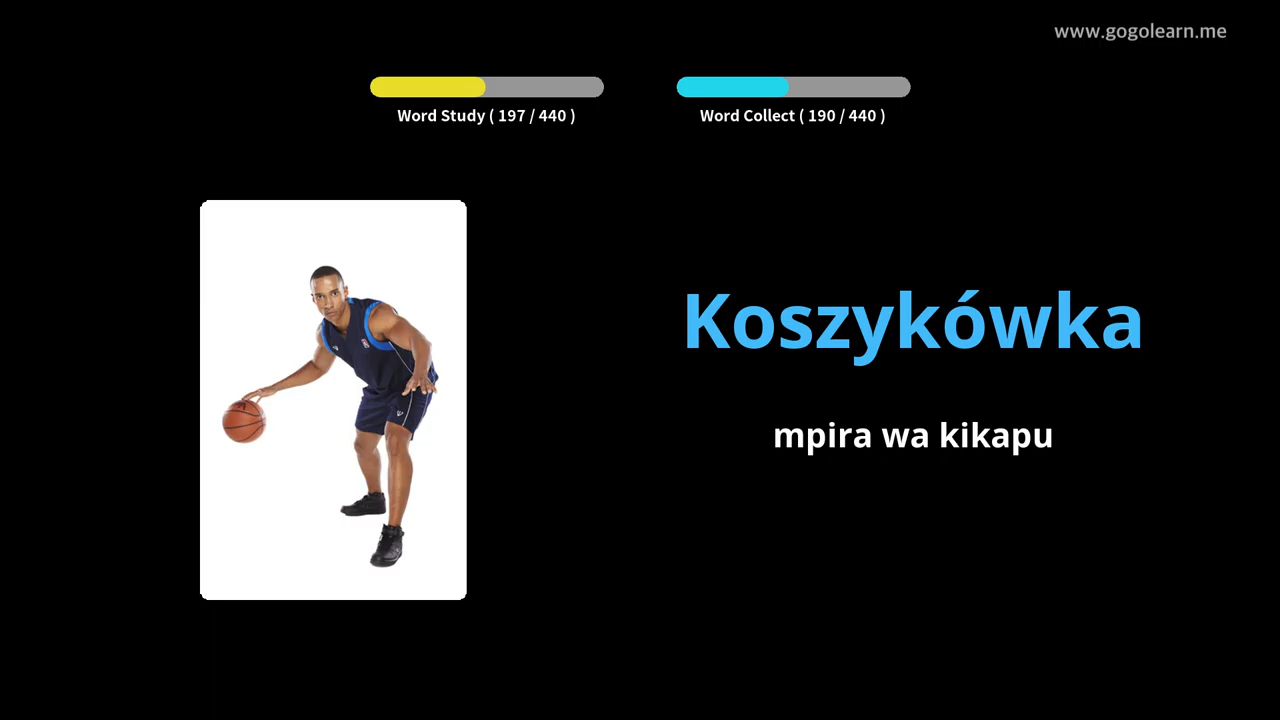 www.gogolearn.me
Word Study ( 197 / 440 )
Word Collect ( 190 / 440 )
Koszykówka
mpira wa kikapu